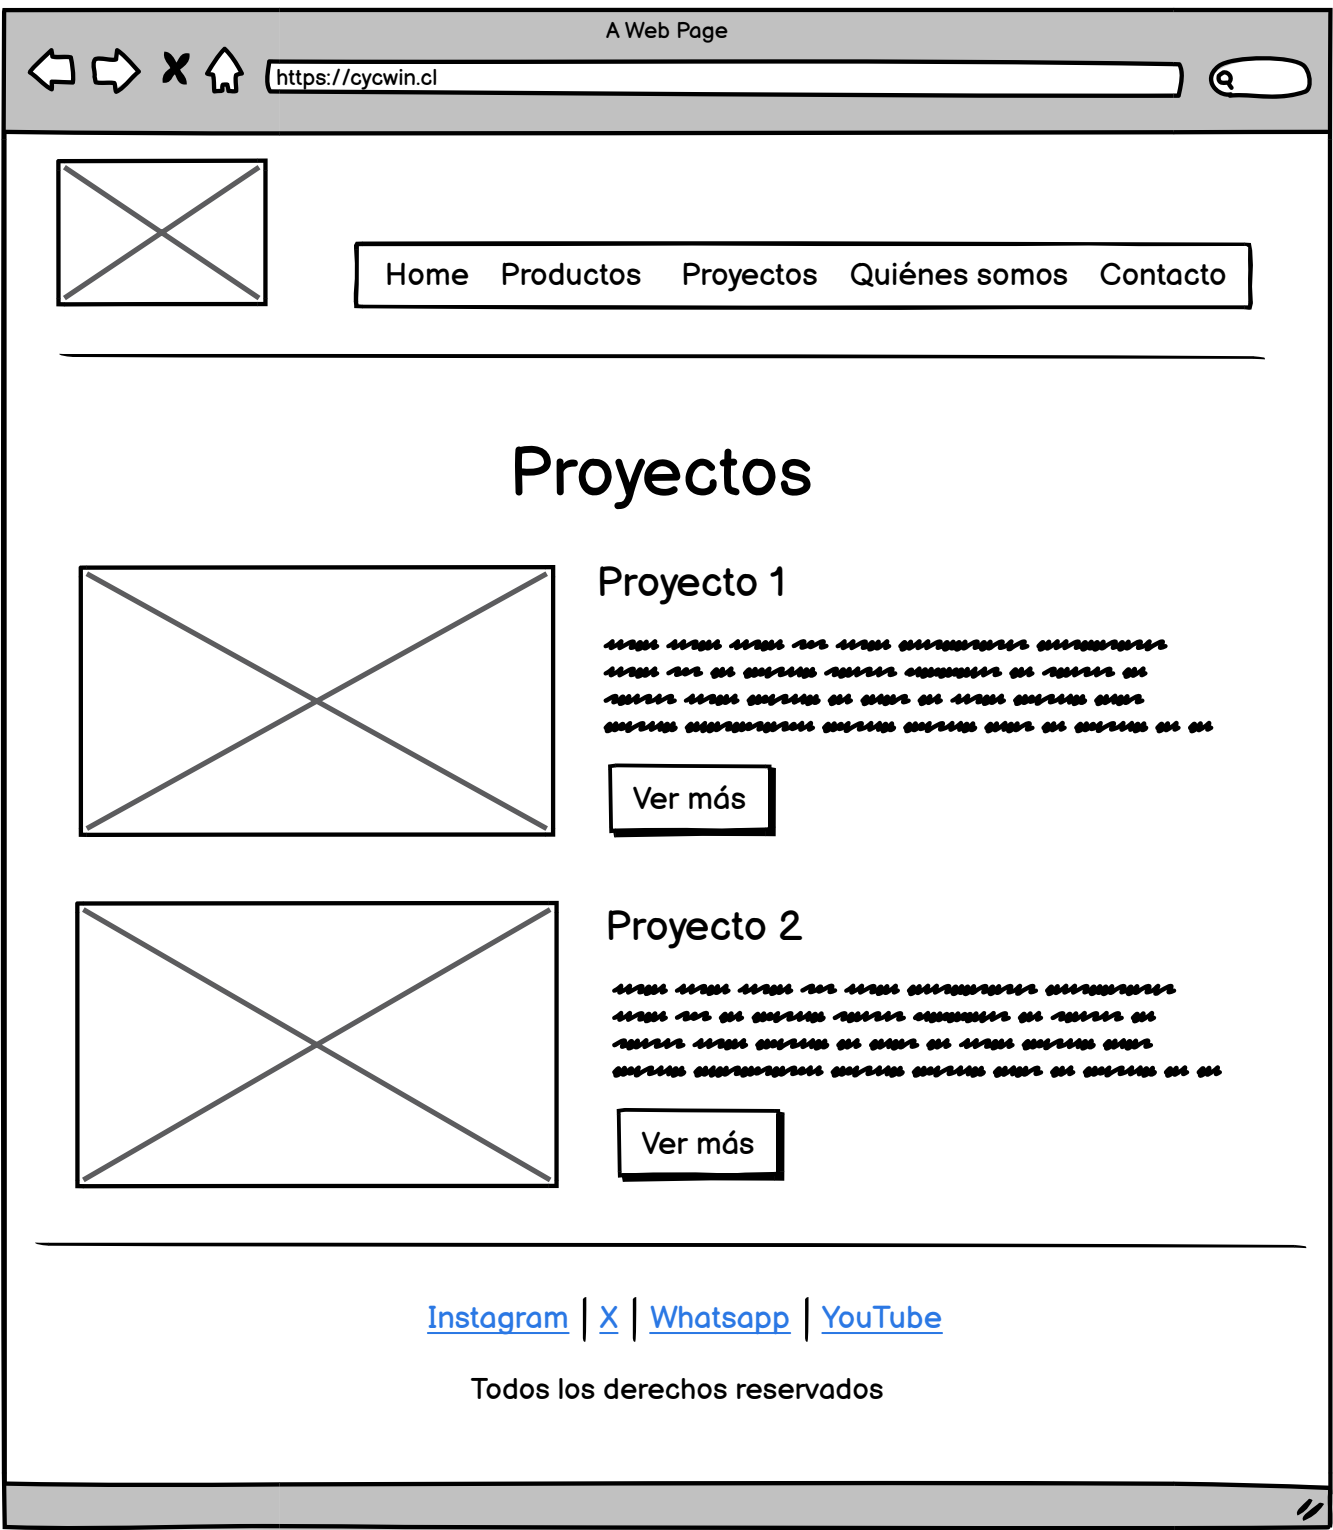 A Web Page
https://cycwin.cl
Home Productos Proyectos Quiénes somos Contacto
Proyectos
Proyecto 1
Ver más
Proyecto 2
Ver más
Instagram | X | Whatsapp | YouTube
Todos los derechos reservados